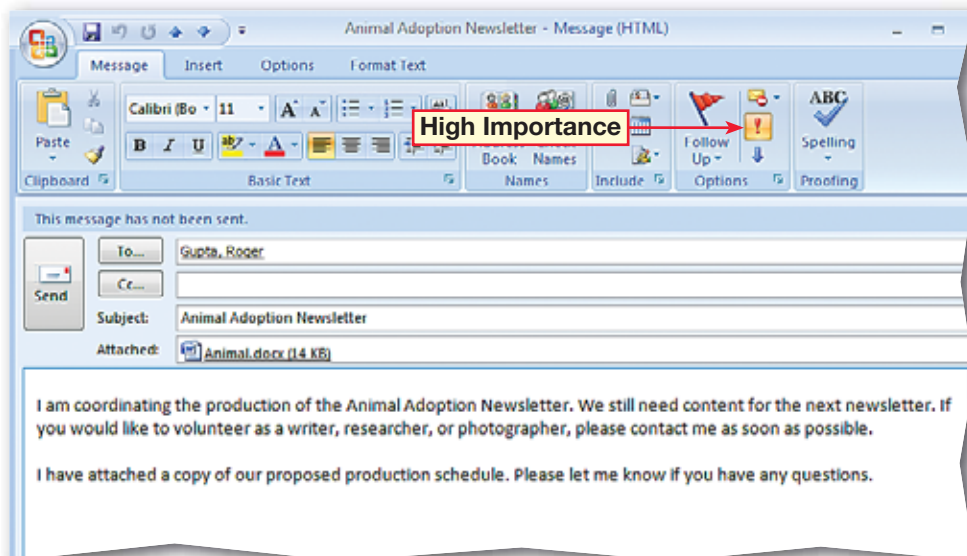 Animal Adoption Newsletter - Message (HTML)
Message Insert Options Format Text
Calibri (Bo 11 A A
High Importance
ABC
Paste
B I U ab A
Follow
Up
Spelling
Book Names
Clipboard Basic Text Names Include Options Proofing
This message has not been sent.
To... Gupta, Roger
Cc...
Send
Subject: Animal Adoption Newsletter
Attached: Animal.docx (14 KB)
I am coordinating the production of the Animal Adoption Newsletter. We still need content for the next newsletter. If
you would like to volunteer as a writer, researcher, or photographer, please contact me as soon as possible.
I have attached a copy of our proposed production schedule. Please let me know if you have any questions.